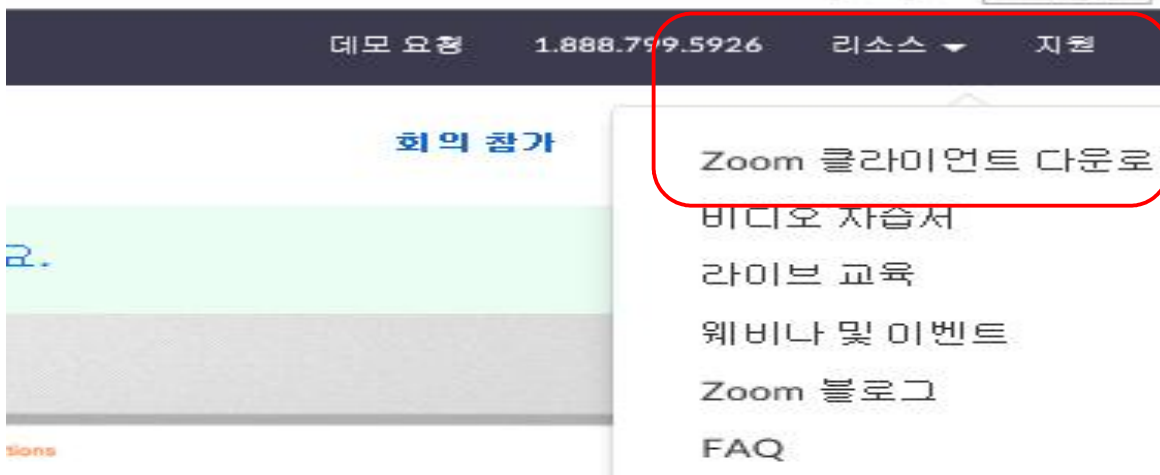 데모 요청 1.888.799.5926 리소스 지원
회의 참가
Zoom 클라이언트 다운로
비디오 자습서
요.
라이브 교육
웨비나 및 이벤트
Zoom 블로그
tions
FAQ